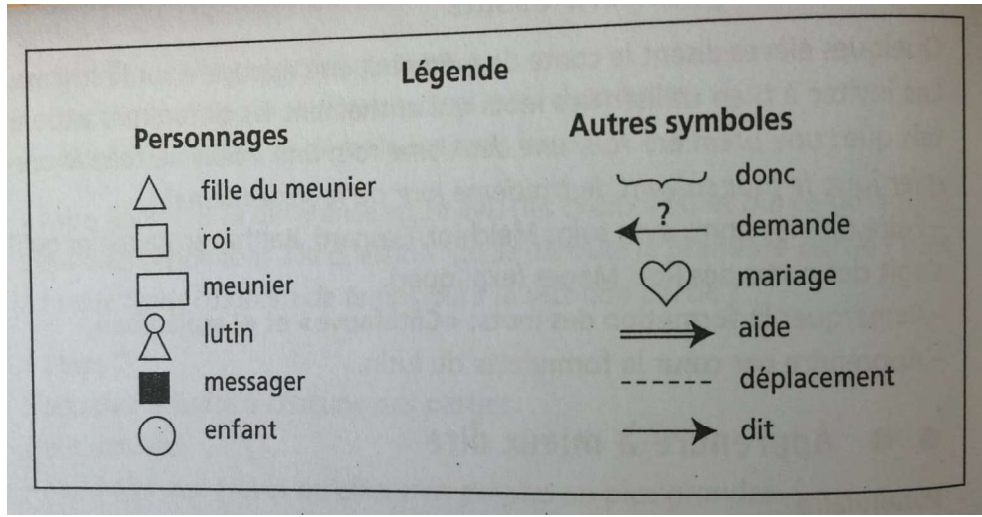 Légende
Personnages
fille du meunier
roi
meunier
lutin
messager
enfant
Autres symboles
donc
?
demande
mariage
aide
déplacement
dit